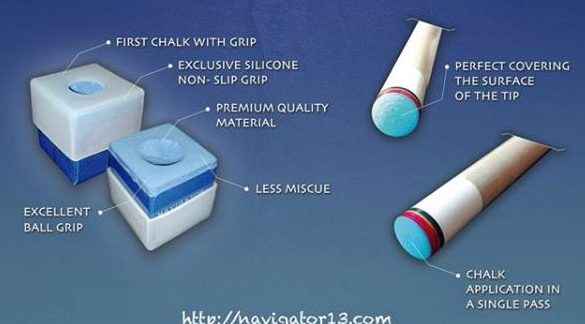 FIRST CHALK WITH GRIP
EXCLUSIVE SILICONE
NON- SLIP GRIP
PREMIUM QUALITY
MATERIAL
LESS MISCUE
EXCELLENT
BALL GRIP
PERFECT COVERING
THE SURFACE
OF THE TIP
CHALK
APPLICATION IN
A SINGLE PASS
http://navigator13.com